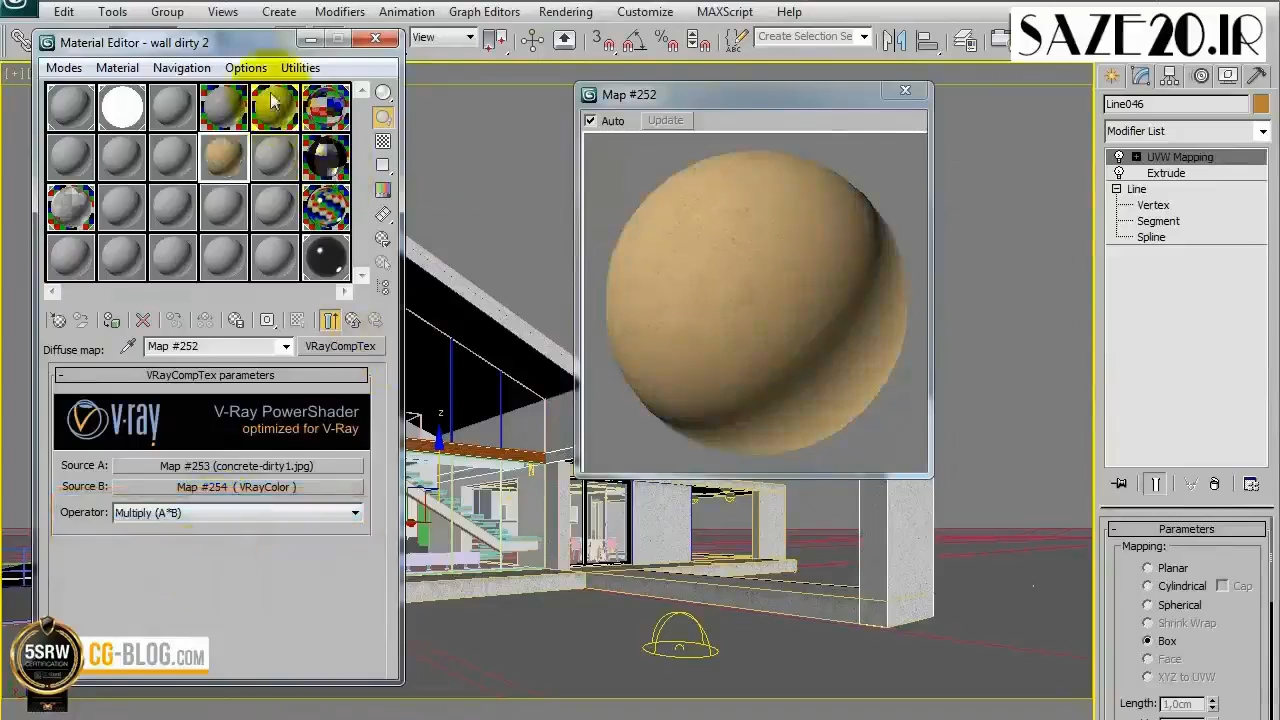 Edit Tools Group Views Create Modifiers Animation Graph Editors Rendering Customize MAXScript Help
SAZE20.IR
View
Create Selection Se
Material Editor - wall dirty 2
Modes Material Navigation Options Utilities
Map #252
Auto Update
Line046
Modifier List
UVW Mapping
Extrude
Line
Vertex
Segment
Spline
z
Diffuse map: Map #252 VRayCompTex
VRayCompTex parameters
V·ray
V-Ray PowerShader
optimized for V-Ray
Source A: Map #253 (concrete-dirty1.jpg)
Source B: Map #254 ( VRayColor )
Operator: Multiply (A*B)
Parameters
Mapping:
Planar
Cylindrical Cap
Spherical
Shrink Wrap
Box
Face
XYZ to UVW
Length: 1,0cm
5SRW
CERTIFICATION
CG-BLOG.COM